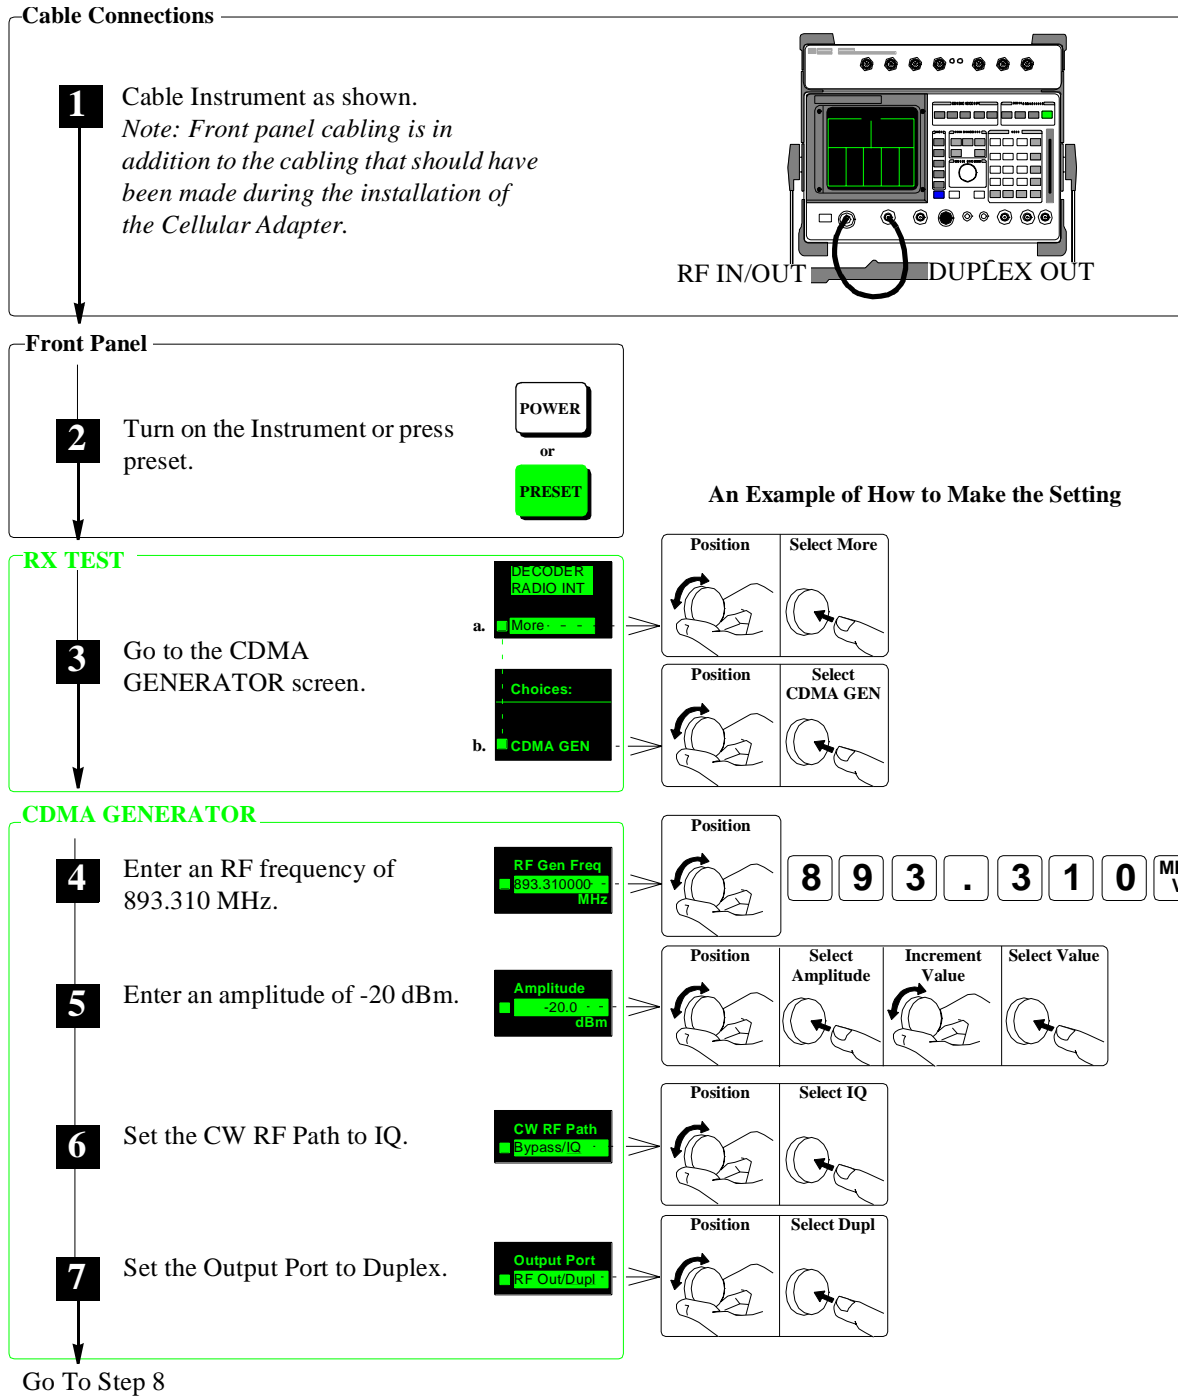 Cable Connections
1
Cable Instrument as shown.
Note: Front panel cabling is in
addition to the cabling that should have
been made during the installation of
the Cellular Adapter.
RF IN/OUT
DUPLEX OUT
Front Panel
2
Turn on the Instrument or press
preset.
POWER
or
PRESET
An Example of How to Make the Setting
RX TEST
3
Go to the CDMA
GENERATOR screen.
a.
DECODER
RADIO INT
More
Position
Select More
b.
Choices:
CDMA GEN
Position
Select
CDMA GEN
CDMA GENERATOR
4
Enter an RF frequency of
893.310 MHz.
RF Gen Freq
893.310000
MHz
Position
8 9 3 . 3 1 0
5
Enter an amplitude of -20 dBm.
Amplitude
-20.0
dBm
Position
Select
Amplitude
Increment
Value
Select Value
6
Set the CW RF Path to IQ.
CW RF Path
Bypass/IQ
Position
Select IQ
7
Set the Output Port to Duplex.
Output Port
RF Out/Dupl
Position
Select Dupl
Go To Step 8